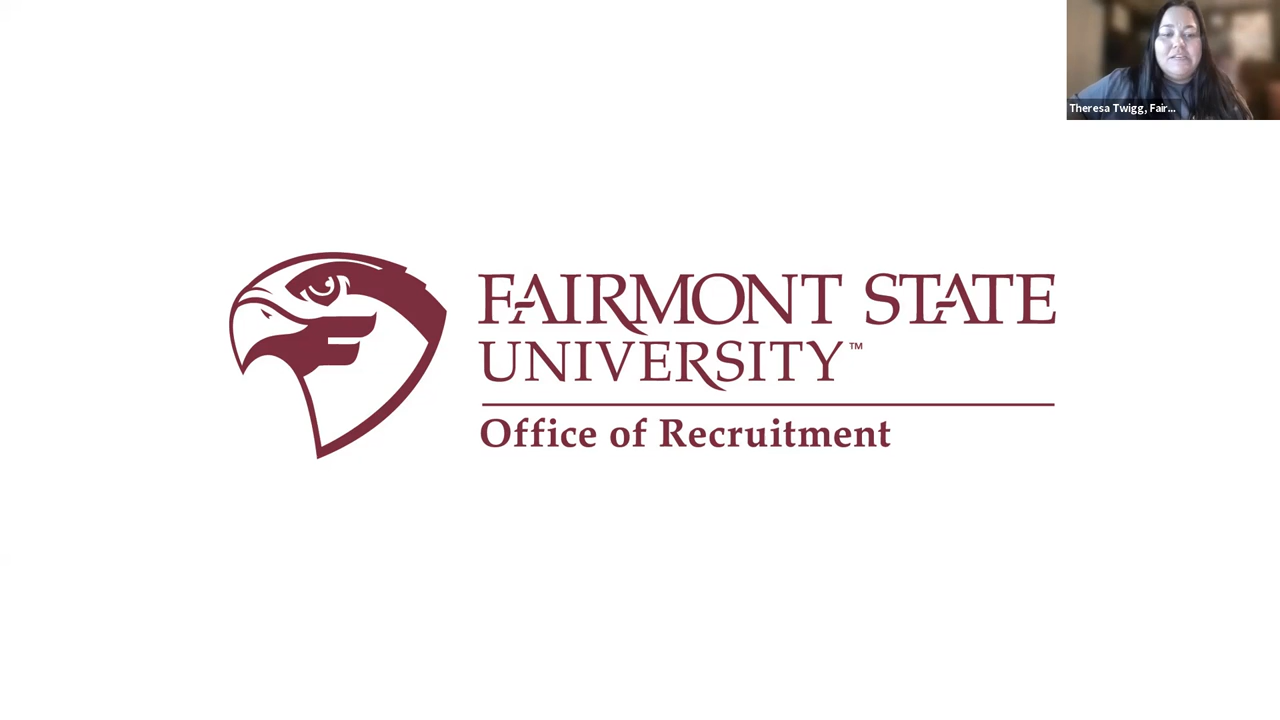 Theresa Twigg, Fair...
FAIRMONT STATE
UNIVERSITY™
Office of Recruitment